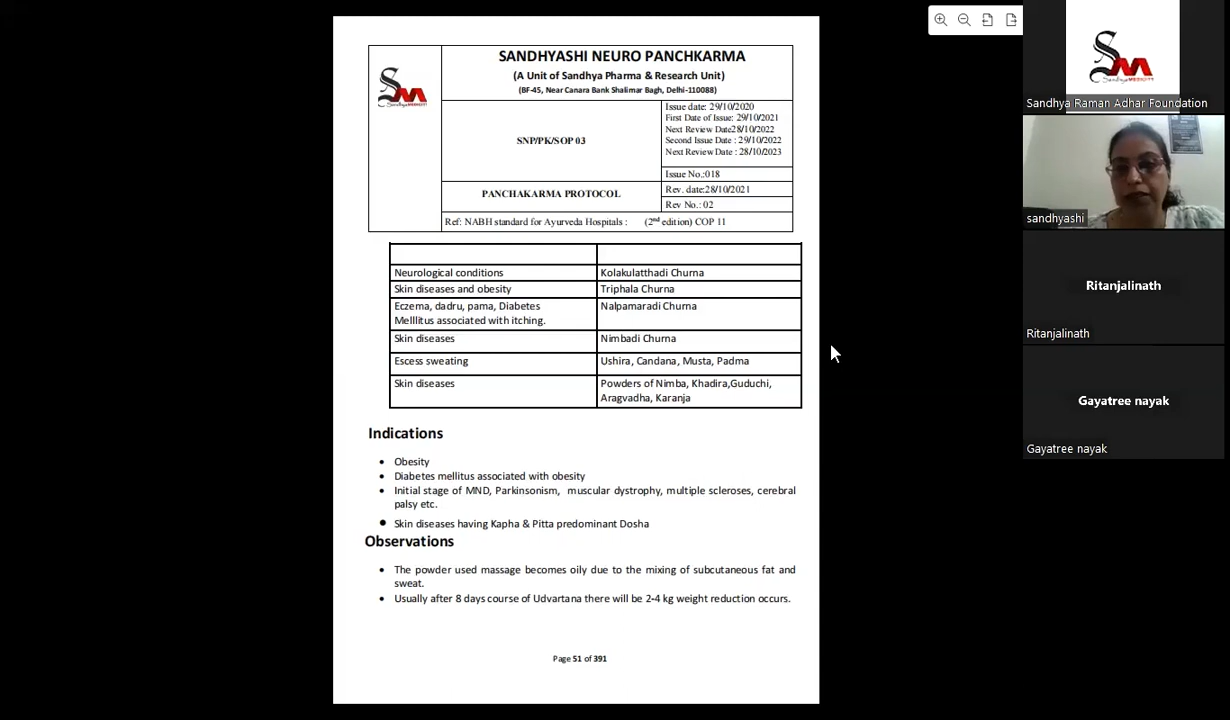 SANDHYASHI NEURO PANCHKARMA
(A Unit of Sandhya Pharma & Research Unit)
(BF-45, Near Canara Bank Shalimar Bagh, Delhi-110088)
SNP/PK/SOP 03
Issue date: 29/10/2020
First Date of Issue: 29/10/2021
Next Review Date28/10/2022
Second Issue Date : 29/10/2022
Next Review Date : 28/10/2023
Issue No,:018
PANCHAKARMA PROTOCOL
Rev. date:28/10/2021
Rev No.: 02
Ref: NABH standard for Ayurveda Hospitals : (2nd edition) COP 11
Neurological conditions Kolakulatthadi Churna
Skin diseases and obesity Triphala Churna
Eczema, dadru, pama, Diabetes Nalpamaradi Churna
Melllitus associated with itching.
Skin diseases Nimbadi Churna
Escess sweating Ushira, Candana, Musta, Padma
Skin diseases Powders of Nimba, Khadira,Guduchi,
Aragvadha, Karanja
Indications
• Obesity
• Diabetes mellitus associated with obesity
• Initial stage of MND, Parkinsonism, muscular dystrophy, multiple scleroses, cerebral
palsy etc.
• Skin diseases having Kapha & Pitta predominant Dosha
Observations
• The powder used massage becomes oily due to the mixing of subcutaneous fat and
sweat.
• Usually after 8 days course of Udvartana there will be 2-4 kg weight reduction occurs.
Page 51 of 391
SM
Sandhya Raman Adhar Foundation
sandhyashi
Ritanjalinath
Ritanjalinath
Gayatree nayak
Gayatree nayak